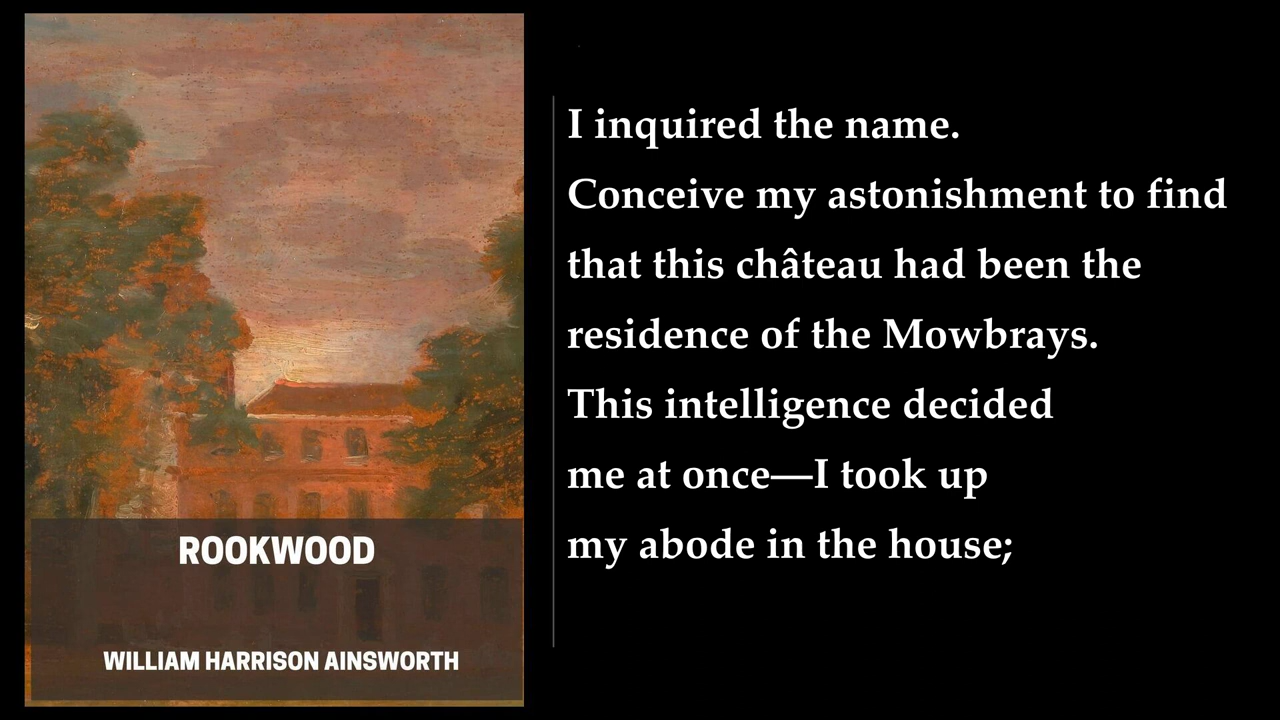 ROOKWOOD
WILLIAM HARRISON AINSWORTH
I inquired the name.
Conceive my astonishment to find
that this château had been the
residence of the Mowbrays.
This intelligence decided
me at once—I took up
my abode in the house;